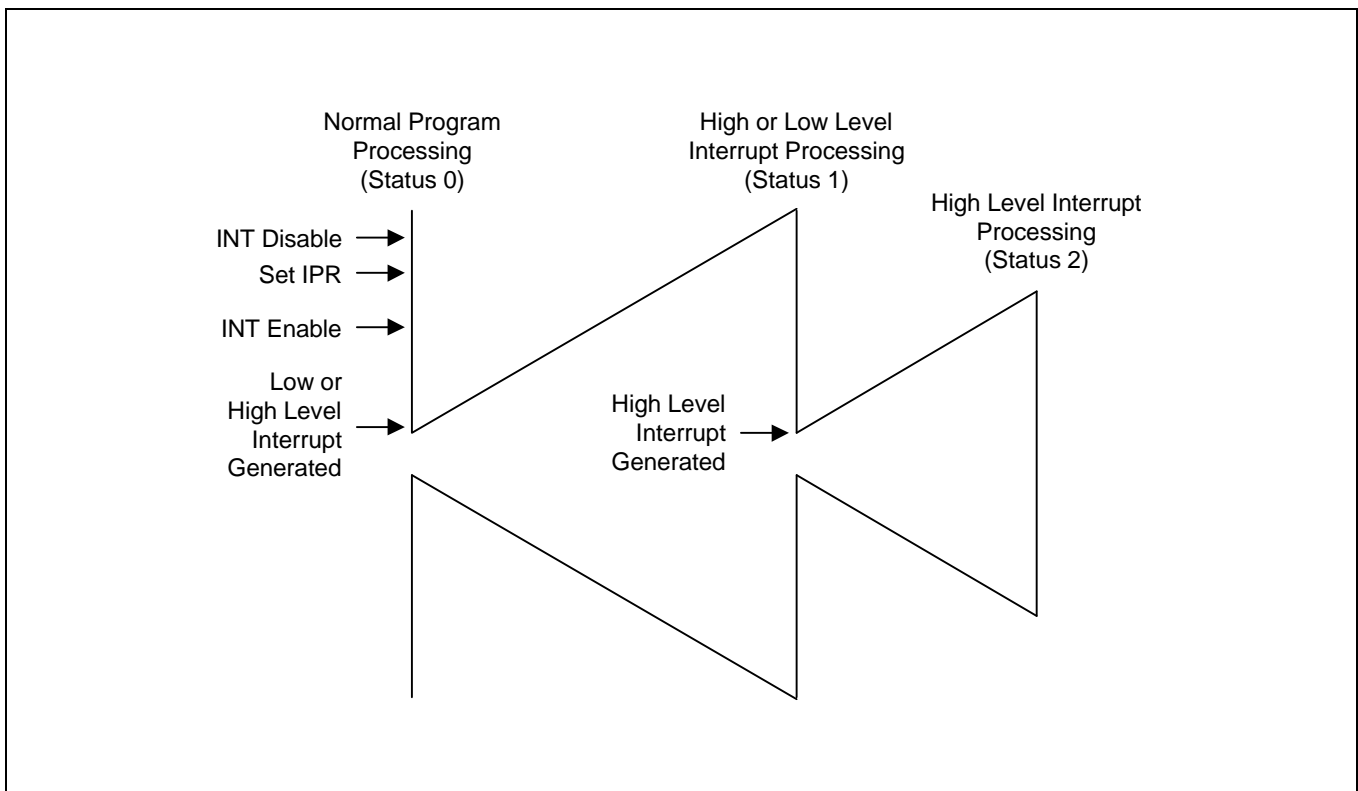 Normal Program
Processing
(Status 0)
High or Low Level
Interrupt Processing
(Status 1)
High Level Interrupt
Processing
(Status 2)
INT Disable
Set IPR
INT Enable
Low or
High Level
Interrupt
Generated
High Level
Interrupt
Generated